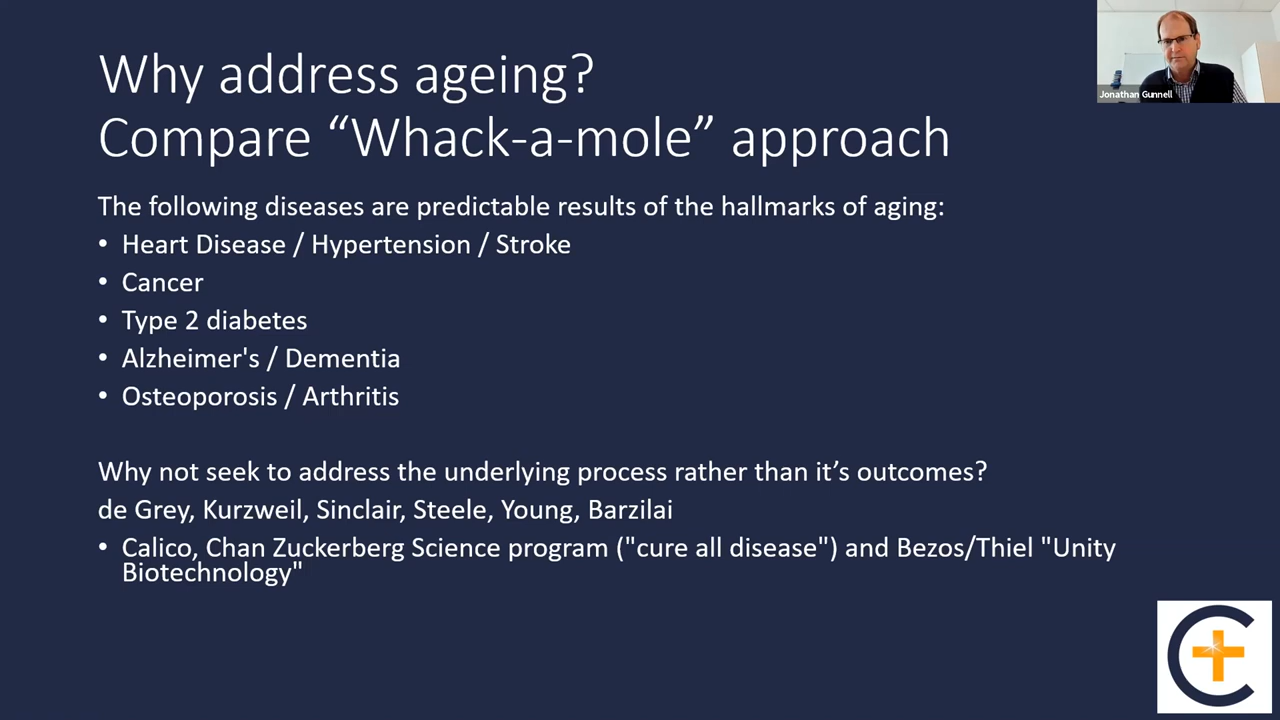 Why address ageing?
Compare “Whack-a-mole” approach
Jonathan Gunnell
The following diseases are predictable results of the hallmarks of aging:
• Heart Disease / Hypertension / Stroke
• Cancer
• Type 2 diabetes
• Alzheimer's / Dementia
• Osteoporosis / Arthritis
Why not seek to address the underlying process rather than it’s outcomes?
de Grey, Kurzweil, Sinclair, Steele, Young, Barzilai
• Calico, Chan Zuckerberg Science program ("cure all disease") and Bezos/Thiel "Unity
Biotechnology"